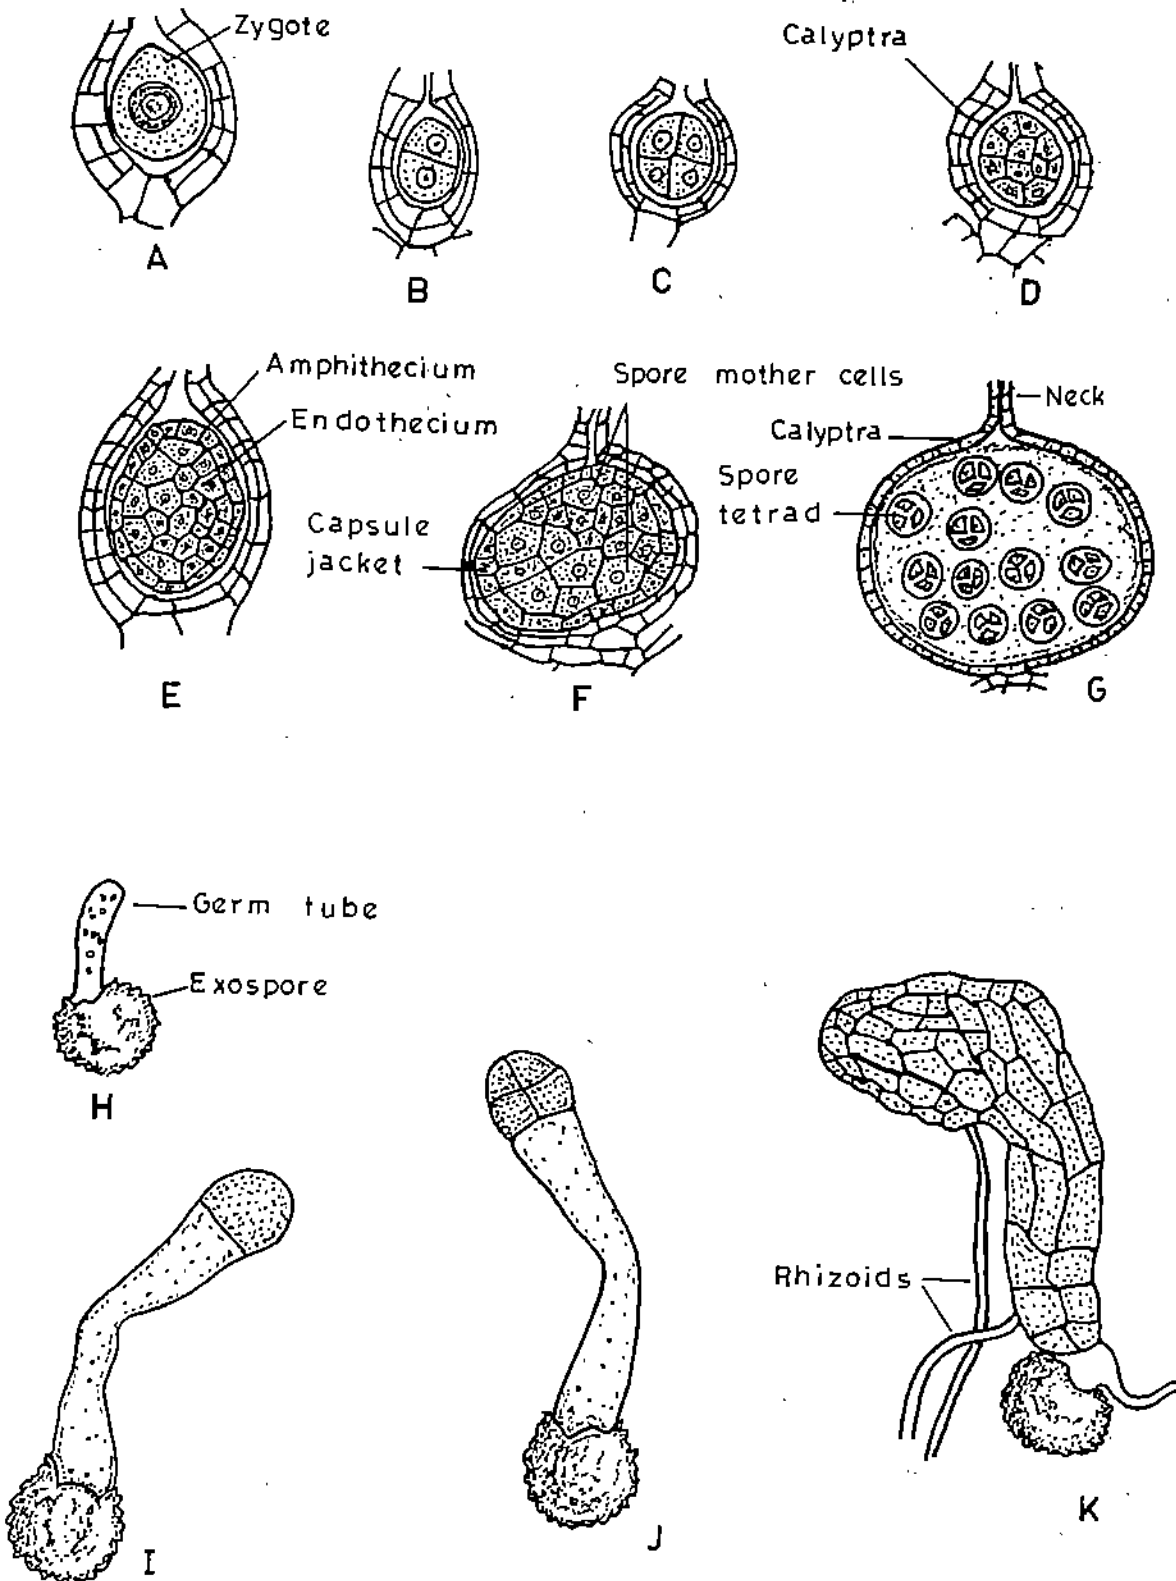 Zygote
Calyptra
A
B
C
D
Amphithecium
Endothecium
Spore mother cells
Neck
Calyptra
Spore
tetrad
Capsule
jacket
E
F
G
Germ tube
Exospore
H
Rhizoids
I
J
K